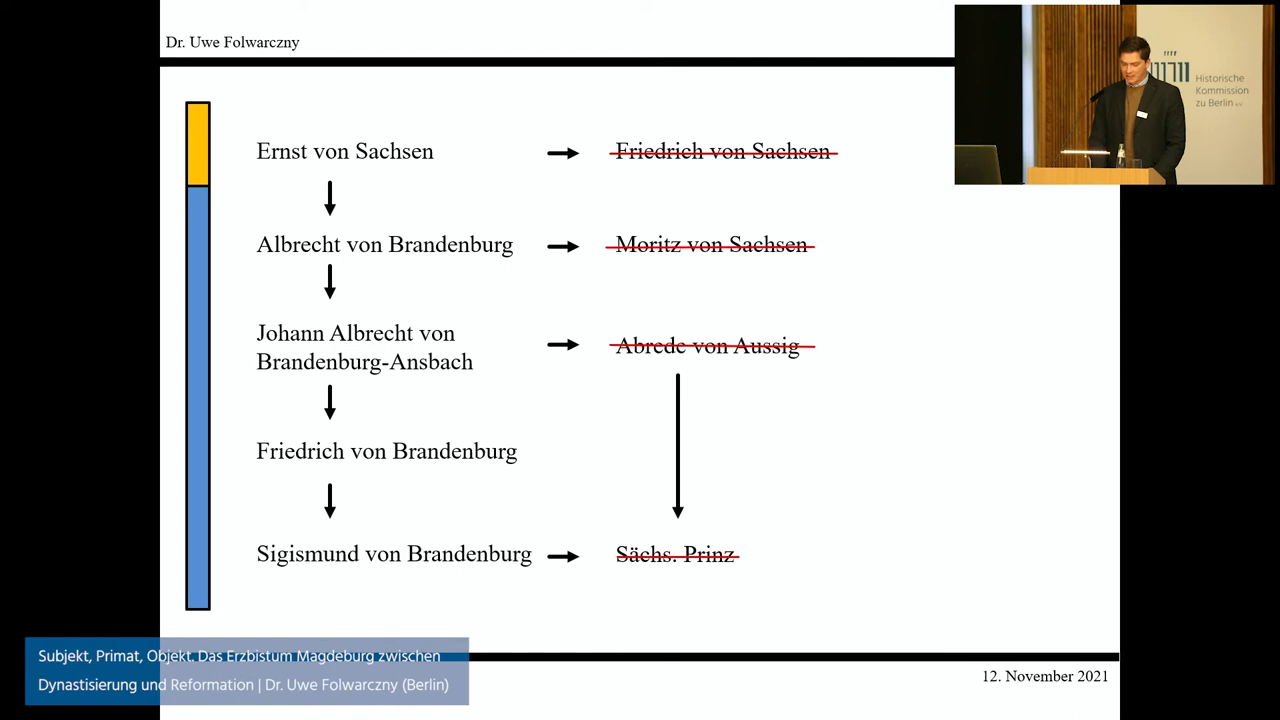 Dr. Uwe Folwarczny
Historische
Kommission
zu Berlin e.V.
Ernst von Sachsen
Friedrich von Sachsen
Albrecht von Brandenburg
Moritz von Sachsen
Johann Albrecht von
Brandenburg-Ansbach
Abrede von Aussig
Friedrich von Brandenburg
Sigismund von Brandenburg
Sächs. Prinz
Subjekt, Primat, Objekt. Das Erzbistum Magdeburg zwischen
Dynastisierung und Reformation | Dr. Uwe Folwarczny (Berlin)
12. November 2021